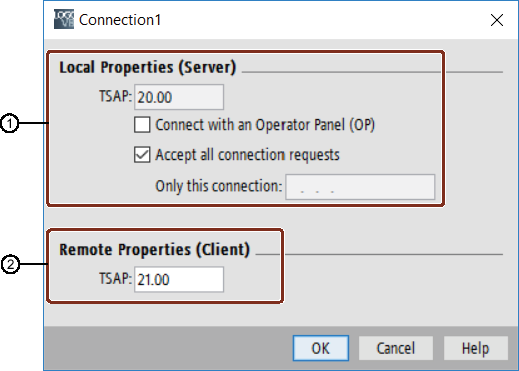 Connection1
Local Properties (Server)
TSAP: 20.00
Connect with an Operator Panel (OP)
Accept all connection requests
Only this connection: . . .
1
Remote Properties (Client)
TSAP: 21.00
2
OK Cancel Help